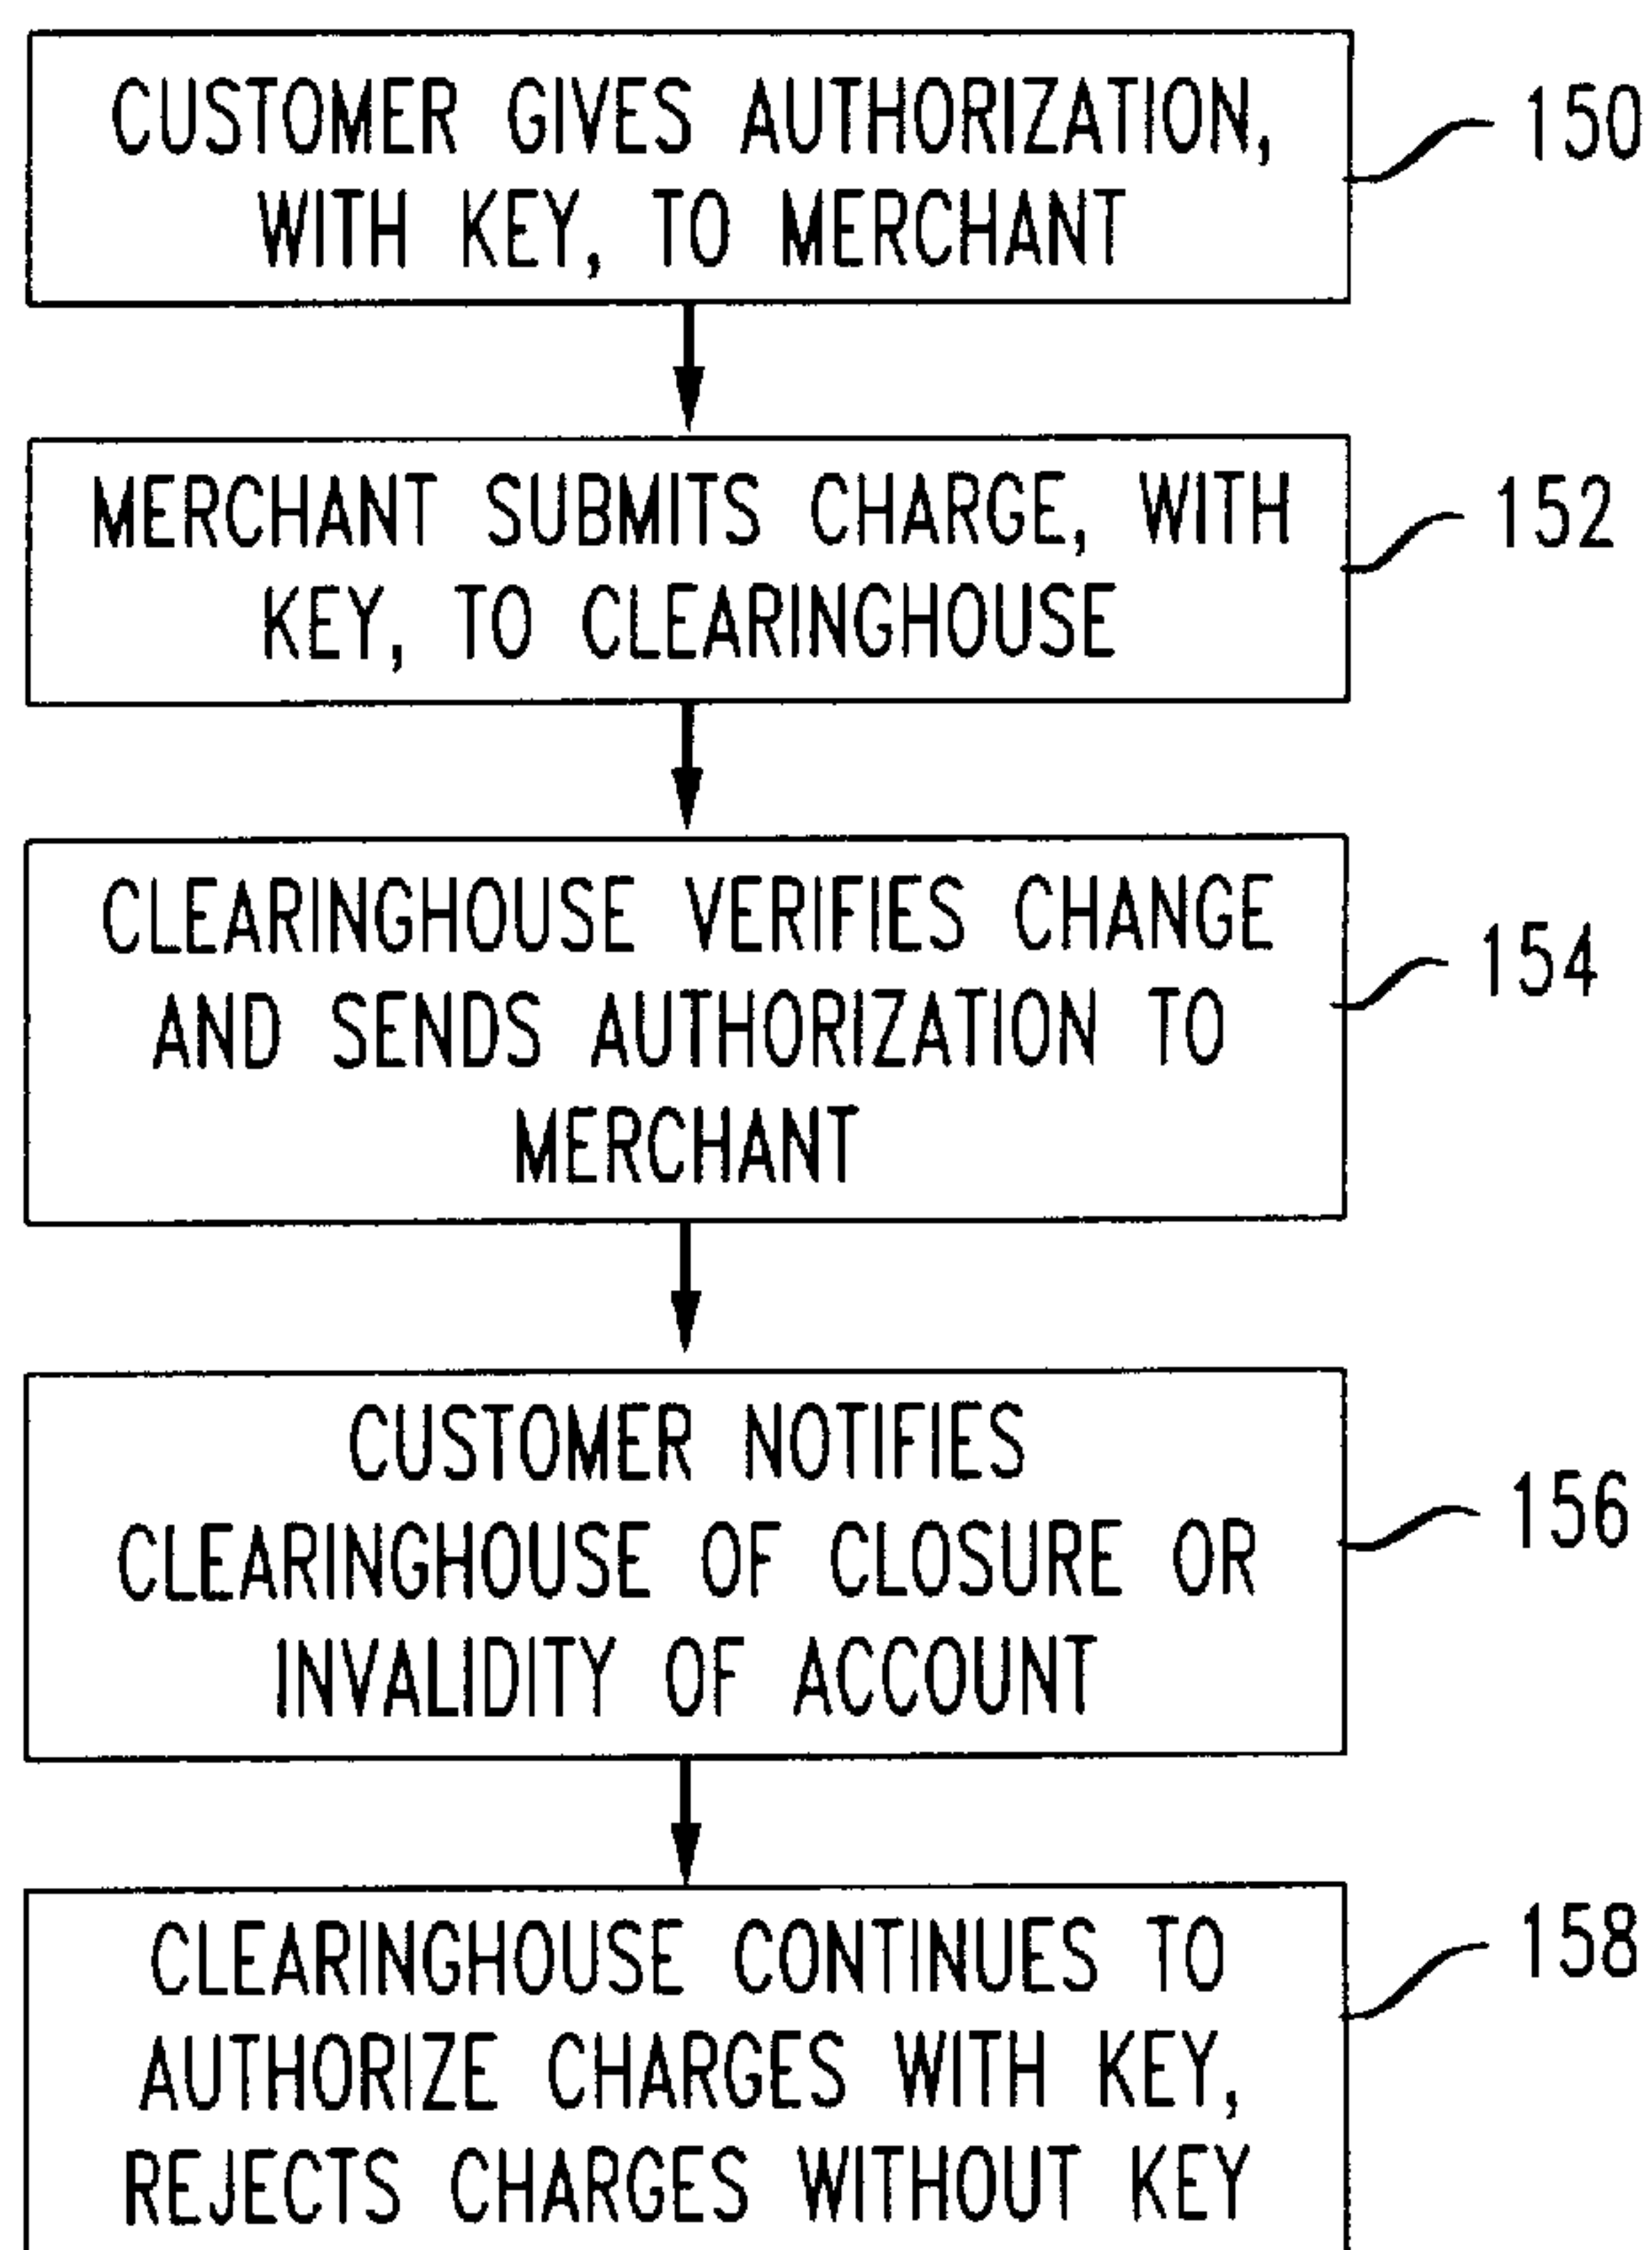 CUSTOMER GIVES AUTHORIZATION,
WITH KEY, TO MERCHANT
150
MERCHANT SUBMITS CHARGE, WITH
KEY, TO CLEARINGHOUSE
152
CLEARINGHOUSE VERIFIES CHANGE
AND SENDS AUTHORIZATION TO
MERCHANT
154
CUSTOMER NOTIFIES
CLEARINGHOUSE OF CLOSURE OR
INVALIDITY OF ACCOUNT
156
CLEARINGHOUSE CONTINUES TO
AUTHORIZE CHARGES WITH KEY,
REJECTS CHARGES WITHOUT KEY
158